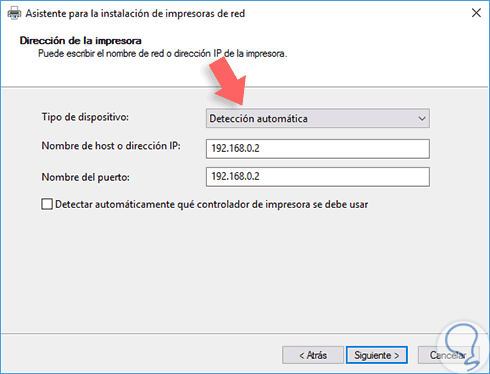 Asistente para la instalación de impresoras de red
Dirección de la impresora
Puede escribir el nombre de red o dirección IP de la impresora.
Tipo de dispositivo: Detección automática
Nombre de host o dirección IP: 192.168.0.2
Nombre del puerto: 192.168.0.2
Detectar automáticamente qué controlador de impresora se debe usar
< Atrás Siguiente > Cancelar